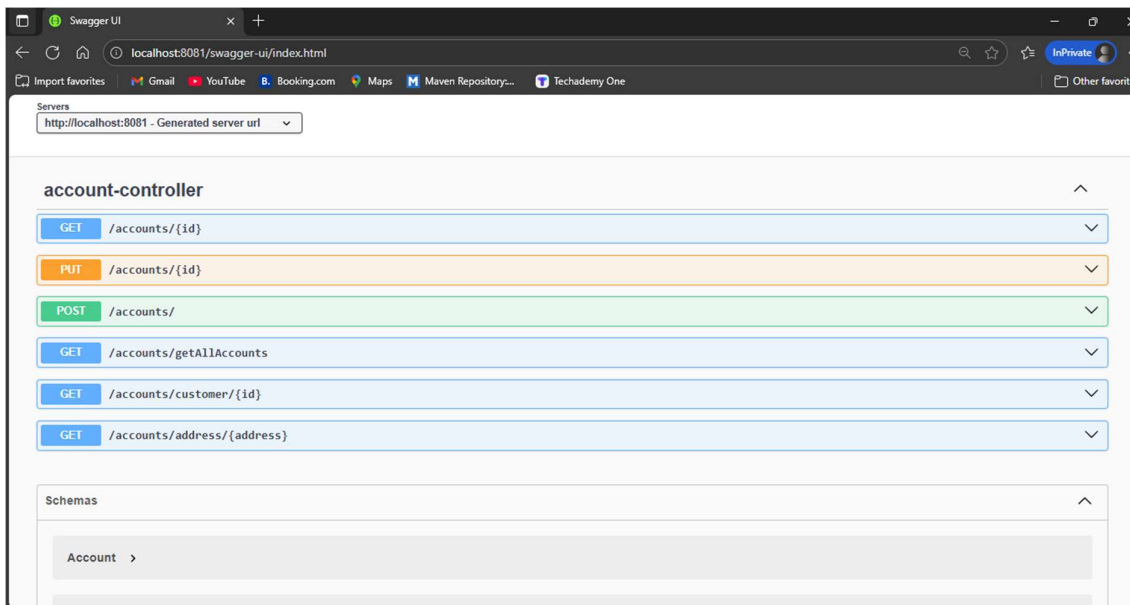 Swagger UI
localhost:8081/swagger-ui/index.html
InPrivate
Import favorites
Gmail
YouTube
B. Booking.com
Maps
M Maven Repository:...
Techademy One
Other favorit
Servers
http://localhost:8081 - Generated server url
account-controller
GET /accounts/{id}
PUT /accounts/{id}
POST /accounts/
GET /accounts/getAllAccounts
GET /accounts/customer/{id}
GET /accounts/address/{address}
Schemas
Account